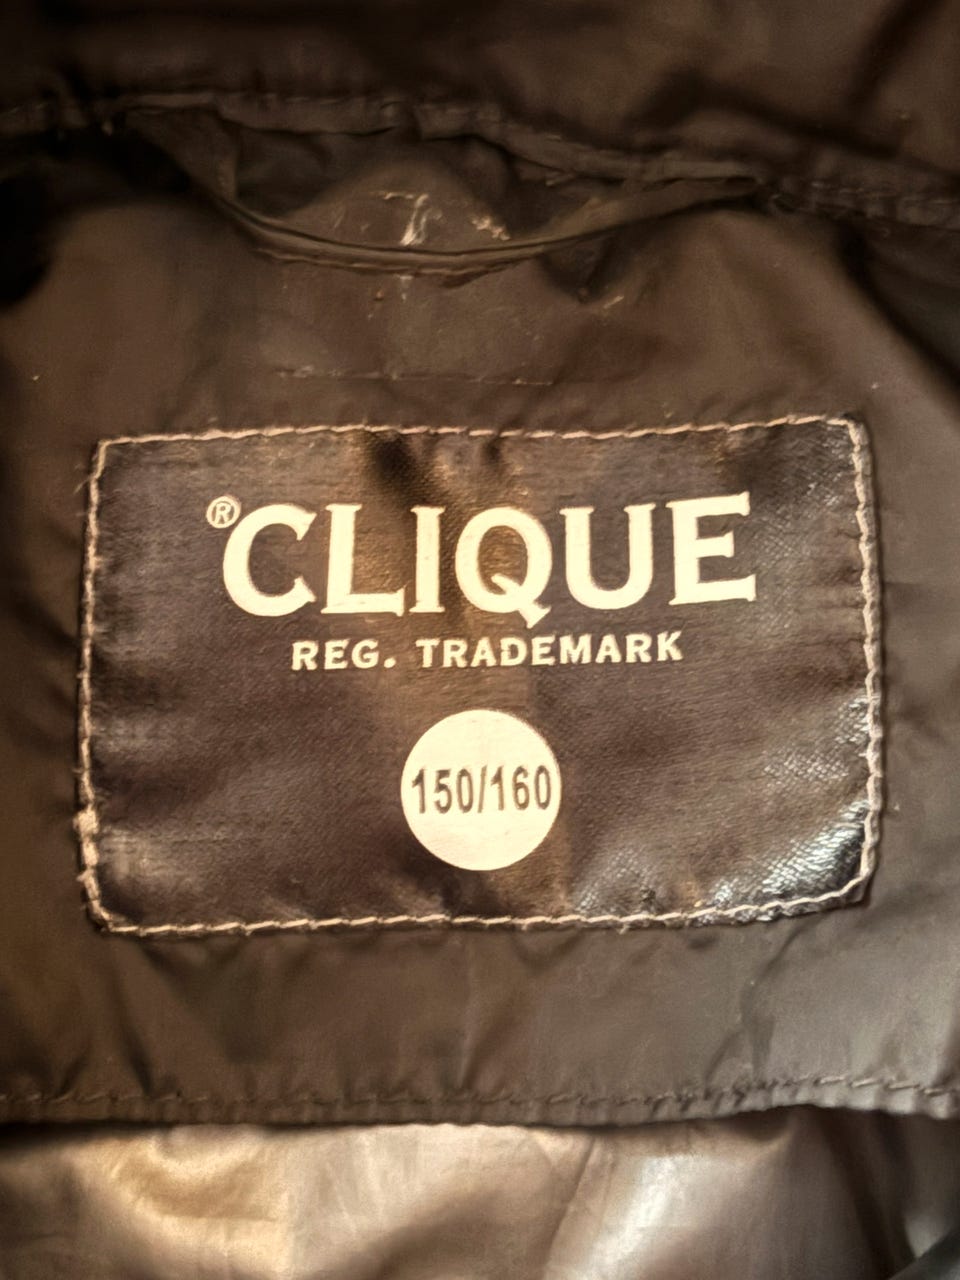 ®CLIQUE
REG. TRADEMARK
150/160